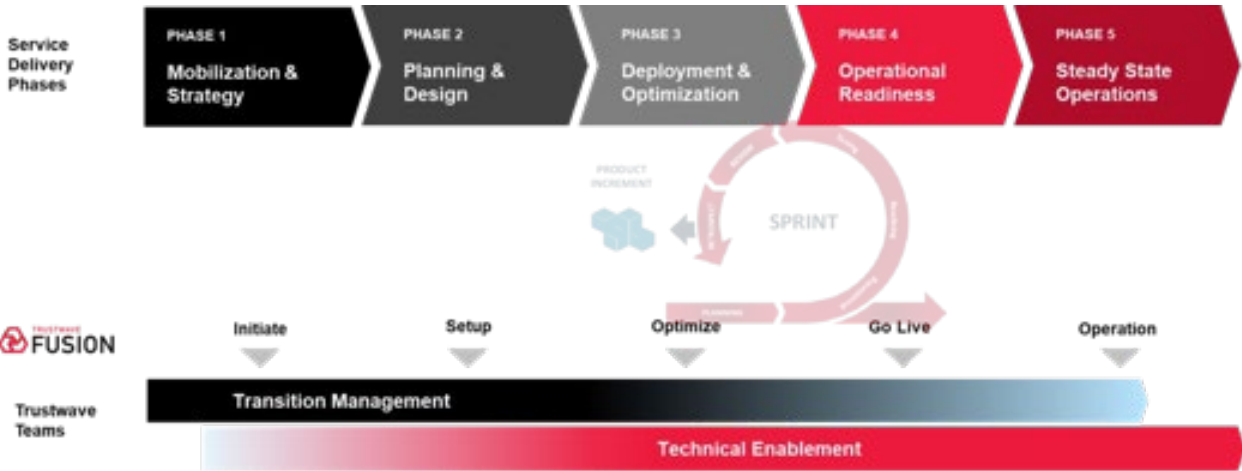 Service
Delivery
Phases
PHASE 1
Mobilization &
Strategy
PHASE 2
Planning &
Design
PHASE 3
Deployment &
Optimization
PHASE 4
Operational
Readiness
PHASE 5
Steady State
Operations
PRODUCT
INCREMENT
SPRINT
REVIEW
PLANNING
TRUSTWAVE
FUSION
Initiate
Setup
Optimize
Go Live
Operation
Trustwave
Teams
Transition Management
Technical Enablement